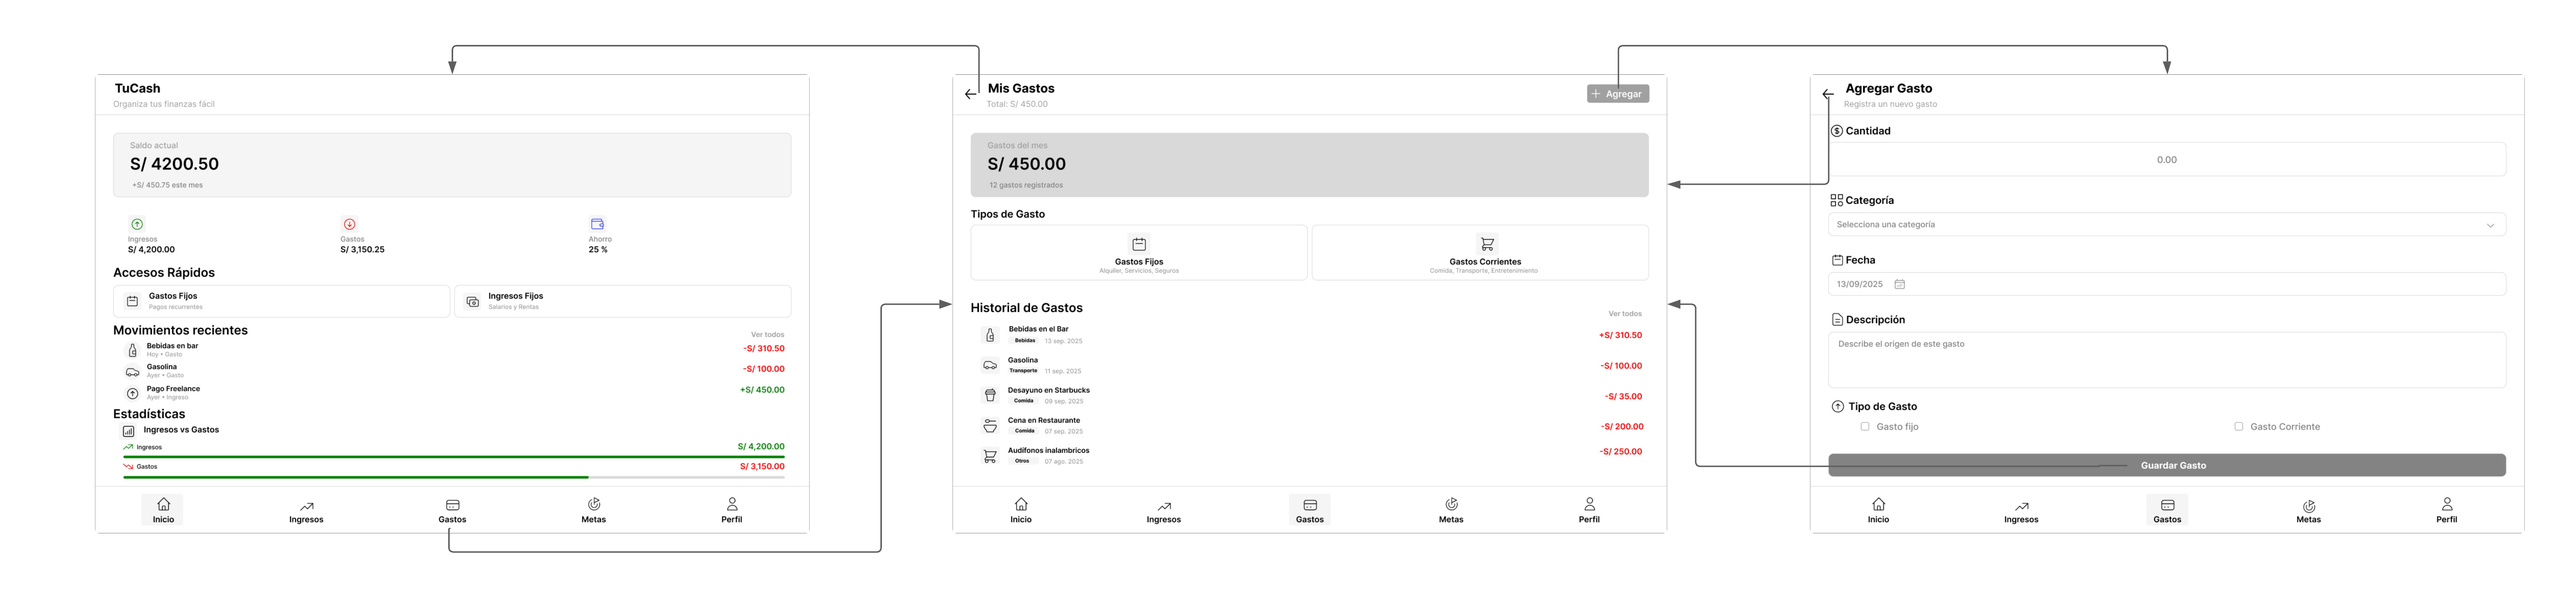 TuCash
Organiza tus finanzas fácil
Saldo actual
S/ 4200.50
+S/ 450.75 este mes
Ingresos
S/ 4,200.00
Gastos
S/ 3,150.25
Ahorro
25 %
Accesos Rápidos
Gastos Fijos
Pagos recurrentes
Ingresos Fijos
Salarios y Rentas
Movimientos recientes
Ver todos
Bebidas en bar
Hoy • Gasto
-S/ 310.50
Gasolina
Ayer • Gasto
-S/ 100.00
Pago Freelance
Ayer • Ingreso
+S/ 450.00
Estadísticas
Ingresos vs Gastos
Ingresos
S/ 4,200.00
Gastos
S/ 3,150.00
Inicio
Ingresos
Gastos
Metas
Perfil
Mis Gastos
Total: S/ 450.00
+ Agregar
Gastos del mes
S/ 450.00
12 gastos registrados
Tipos de Gasto
Gastos Fijos
Alquiler, Servicios, Seguros
Gastos Corrientes
Comida, Transporte, Entretenimiento
Historial de Gastos
Ver todos
Bebidas en el Bar
Bebidas 13 sep. 2025
+S/ 310.50
Gasolina
Transporte 11 sep. 2025
-S/ 100.00
Desayuno en Starbucks
Comida 09 sep. 2025
-S/ 35.00
Cena en Restaurante
Comida 07 sep. 2025
-S/ 200.00
Audífonos inalambricos
Otros 07 ago. 2025
-S/ 250.00
Inicio
Ingresos
Gastos
Metas
Perfil
Agregar Gasto
Registra un nuevo gasto
Cantidad
0.00
Categoría
Selecciona una categoría
Fecha
13/09/2025
Descripción
Describe el origen de este gasto
Tipo de Gasto
Gasto fijo
Gasto Corriente
Guardar Gasto
Inicio
Ingresos
Gastos
Metas
Perfil